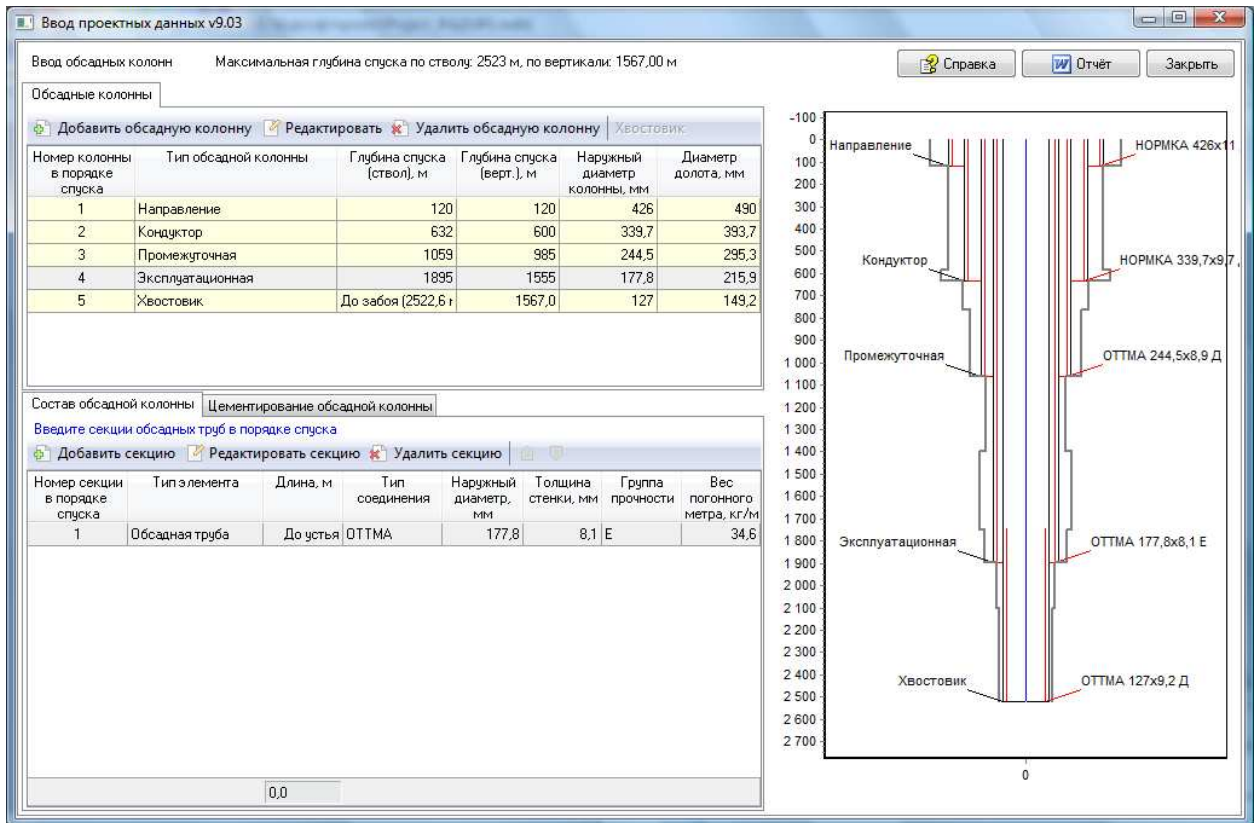 Ввод проектных данных v9.03
Ввод обсадных колонн Максимальная глубина спуска по стволу: 2523 м, по вертикали: 1567,00 м
Справка Отчёт Закрыть
Обсадные колонны
Добавить обсадную колонну Редактировать Удалить обсадную колонну Хвостовик
Номер колонны в порядке спуска Тип обсадной колонны Глубина спуска (ствол), м Глубина спуска (верт.), м Наружный диаметр колонны, мм Диаметр долота, мм
1 Направление 120 120 426 490
2 Кондуктор 632 600 339,7 393,7
3 Промежуточная 1059 985 244,5 295,3
4 Эксплуатационная 1895 1555 177,8 215,9
5 Хвостовик До забоя (2522,6 1567,0 127 149,2
Состав обсадной колонны Цементирование обсадной колонны
Введите секции обсадных труб в порядке спуска
Добавить секцию Редактировать секцию Удалить секцию
Номер секции в порядке спуска Тип элемента Длина, м Тип соединения Наружный диаметр, мм Толщина стенки, мм Группа прочности Вес погонного метра, кг/м
1 Обсадная труба До устья ОТТМА 177,8 8,1 Е 34,6
0,0
-100
0
100
200
300
400
500
600
700
800
900
1 000
1 100
1 200
1 300
1 400
1 500
1 600
1 700
1 800
1 900
2 000
2 100
2 200
2 300
2 400
2 500
2 600
2 700
Направление НОРМКА 426х11
Кондуктор НОРМКА 339,7х9,7
Промежуточная ОТТМА 244,5х8,9 Д
Эксплуатационная ОТТМА 177,8х8,1 Е
Хвостовик ОТТМА 127х9,2 Д
0